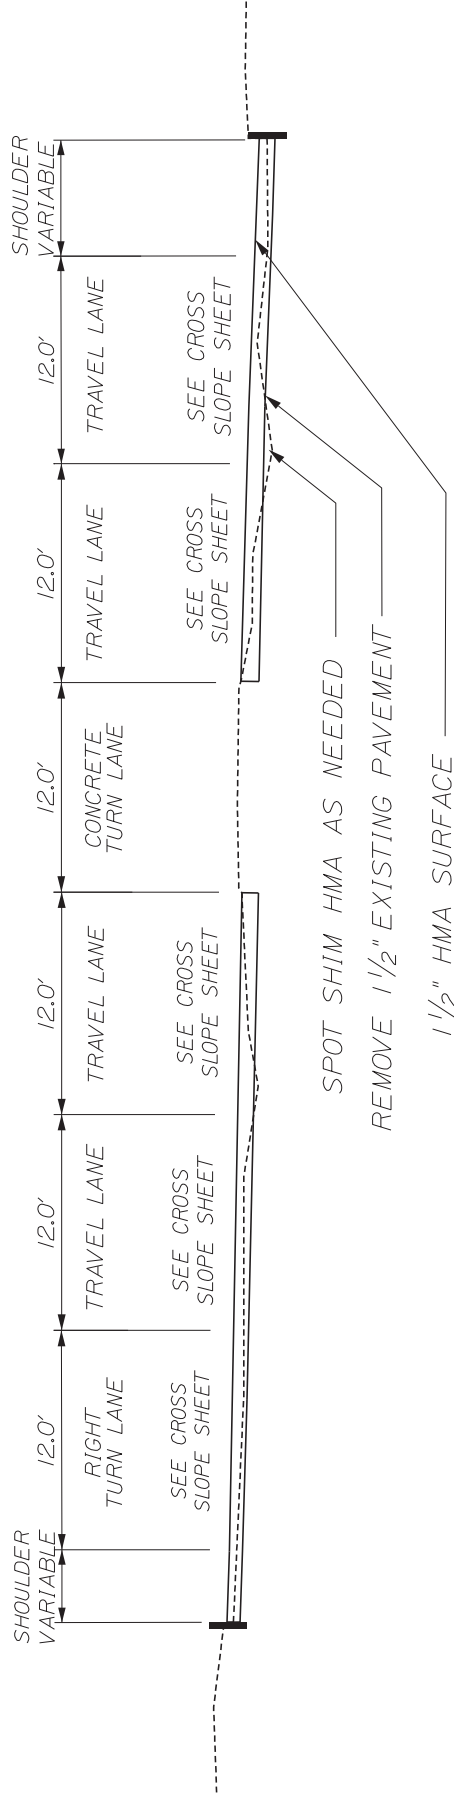 SHOULDER
VARIABLE
12.0'
RIGHT
TURN LANE
SEE CROSS
SLOPE SHEET
12.0'
TRAVEL LANE
SEE CROSS
SLOPE SHEET
12.0'
TRAVEL LANE
SEE CROSS
SLOPE SHEET
12.0'
CONCRETE
TURN LANE
12.0'
TRAVEL LANE
SEE CROSS
SLOPE SHEET
12.0'
TRAVEL LANE
SEE CROSS
SLOPE SHEET
SHOULDER
VARIABLE
SPOT SHIM HMA AS NEEDED
REMOVE 1 1/2" EXISTING PAVEMENT
1 1/2" HMA SURFACE